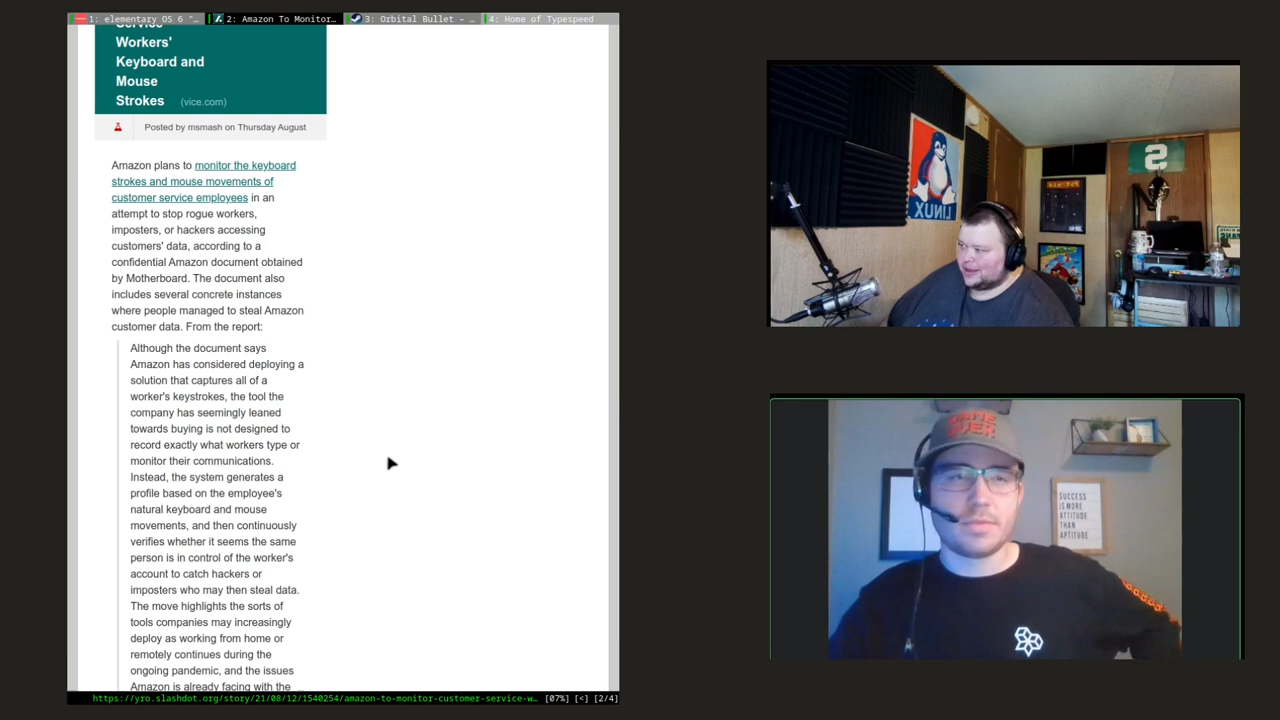 1: elementary OS 6 "… 2: Amazon To Monitor… 3: Orbital Bullet – … 4: Home of Typespeed
Service
Workers'
Keyboard and
Mouse
Strokes (vice.com)
Posted by msmash on Thursday August
Amazon plans to monitor the keyboard
strokes and mouse movements of
customer service employees in an
attempt to stop rogue workers,
imposters, or hackers accessing
customers' data, according to a
confidential Amazon document obtained
by Motherboard. The document also
includes several concrete instances
where people managed to steal Amazon
customer data. From the report:
Although the document says
Amazon has considered deploying a
solution that captures all of a
worker's keystrokes, the tool the
company has seemingly leaned
towards buying is not designed to
record exactly what workers type or
monitor their communications.
Instead, the system generates a
profile based on the employee's
natural keyboard and mouse
movements, and then continuously
verifies whether it seems the same
person is in control of the worker's
account to catch hackers or
imposters who may then steal data.
The move highlights the sorts of
tools companies may increasingly
deploy as working from home or
remotely continues during the
ongoing pandemic, and the issues
Amazon is already facing with the
https://yro.slashdot.org/story/21/08/12/1540254/amazon-to-monitor-customer-service-w… [07%] [<] [2/4]
LINUX
S
SUCCESS
IS MORE
ATTITUDE
THAN
APTITUDE